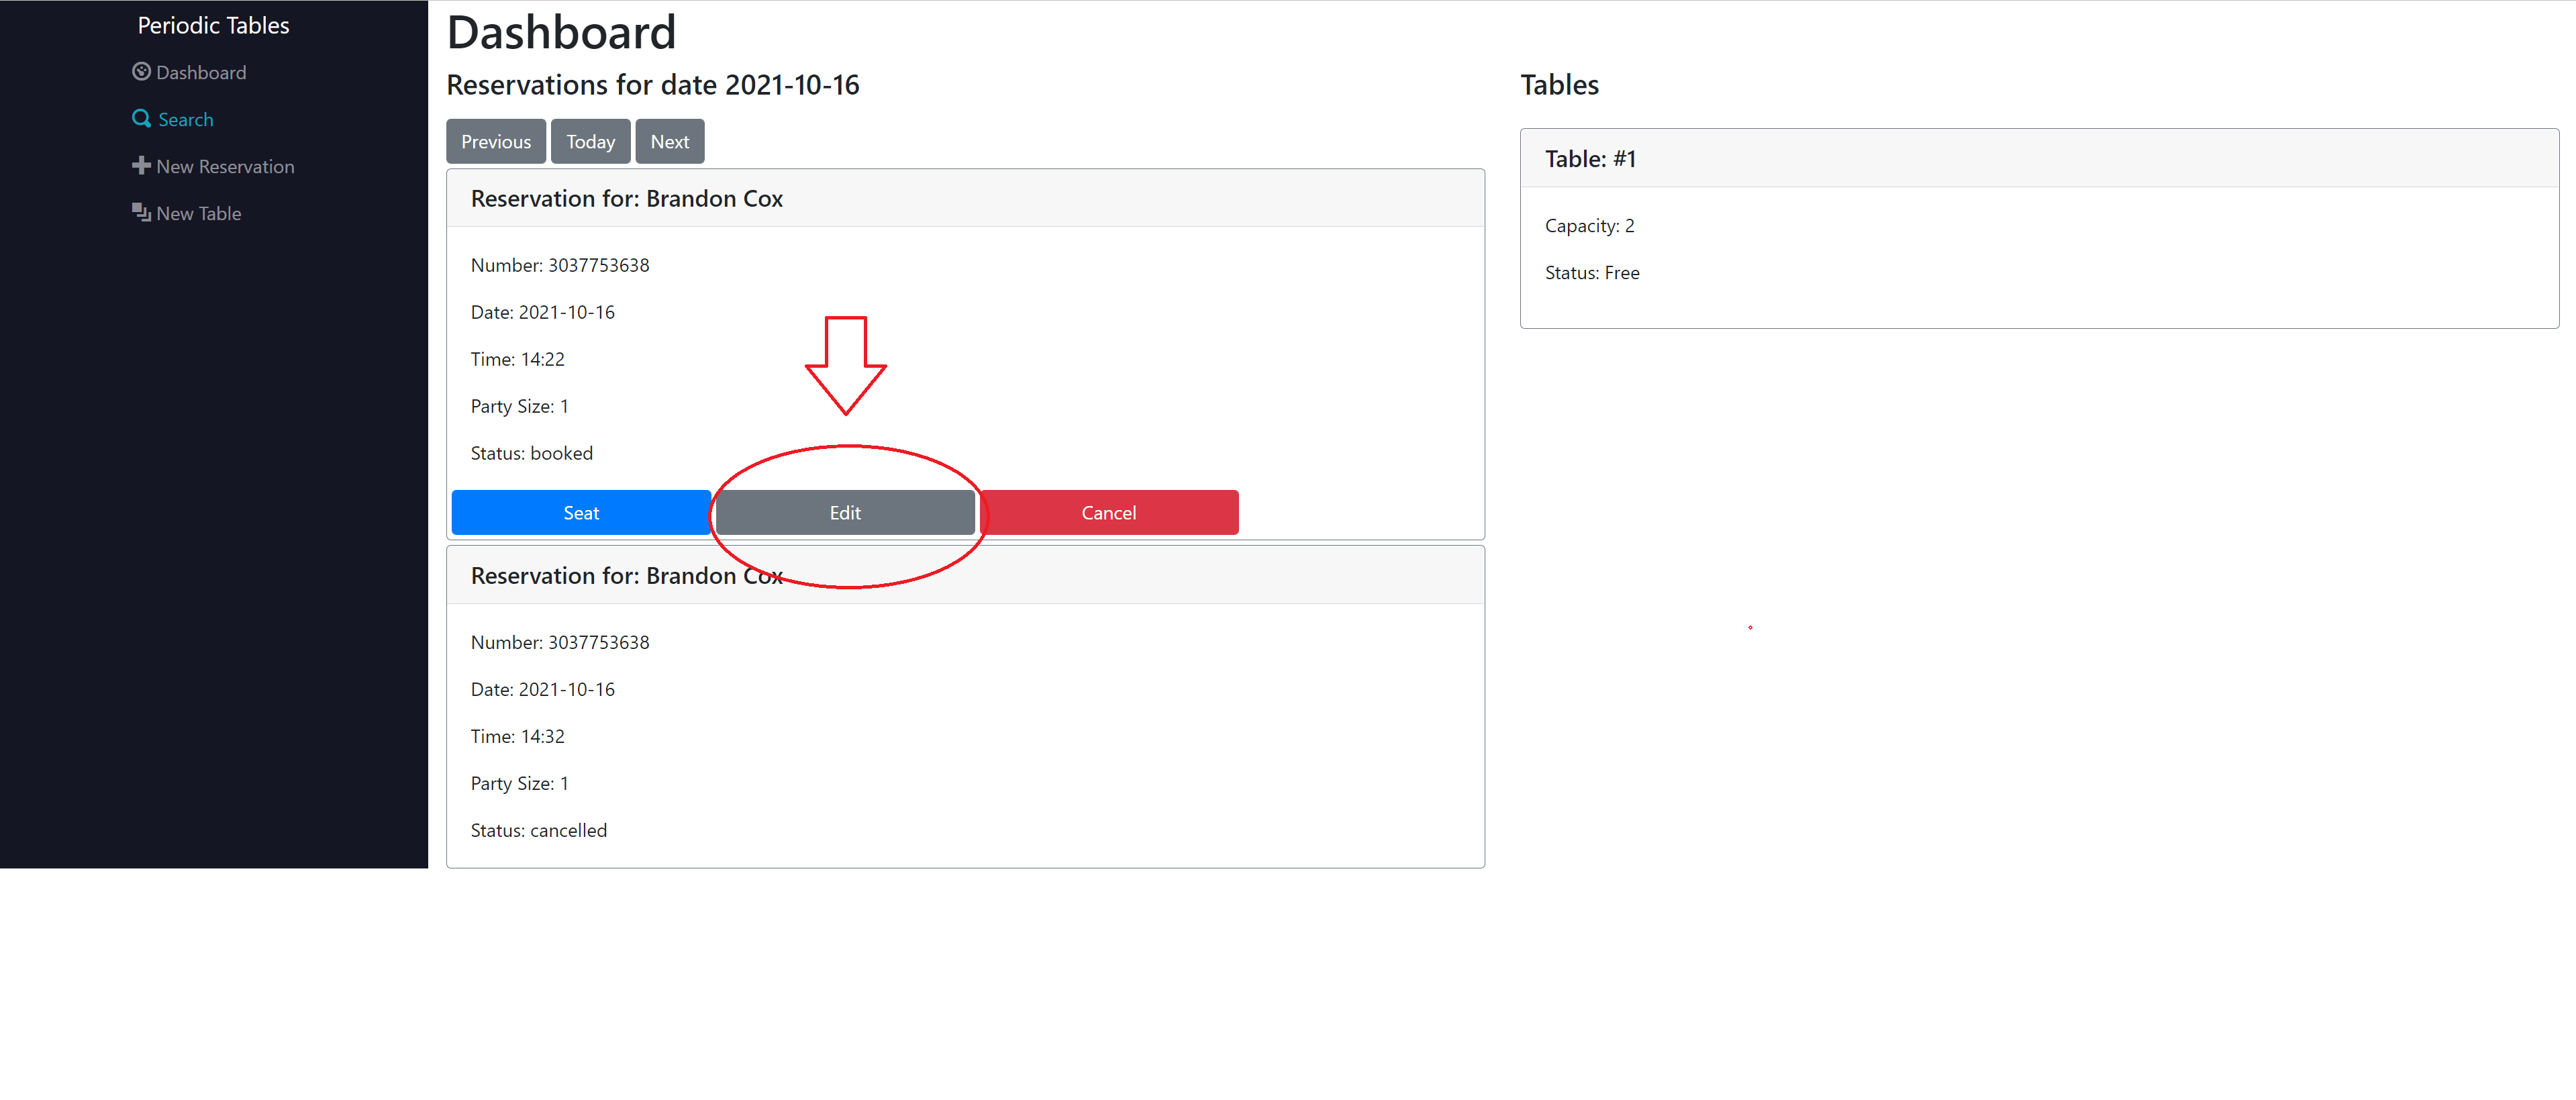 Periodic Tables
Dashboard
Search
New Reservation
New Table
Dashboard
Reservations for date 2021-10-16
Previous Today Next
Reservation for: Brandon Cox
Number: 3037753638
Date: 2021-10-16
Time: 14:22
Party Size: 1
Status: booked
Seat Edit Cancel
Reservation for: Brandon Cox
Number: 3037753638
Date: 2021-10-16
Time: 14:32
Party Size: 1
Status: cancelled
Tables
Table: #1
Capacity: 2
Status: Free